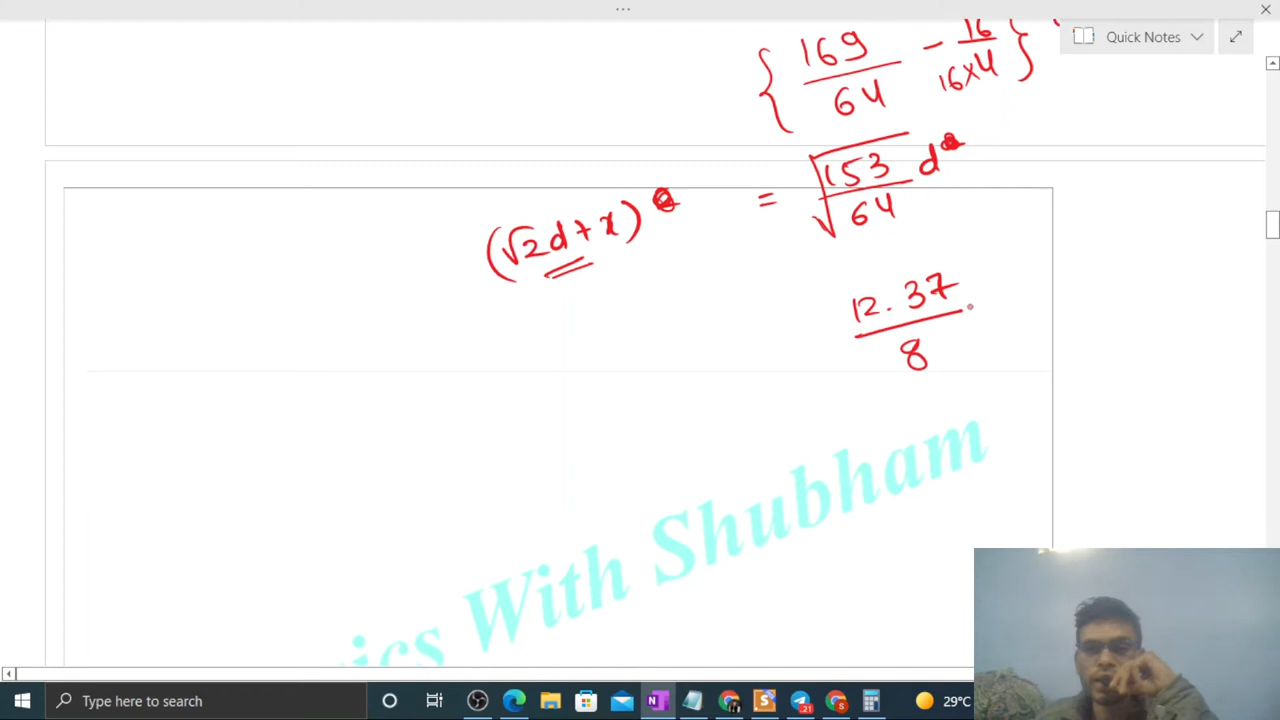 Quick Notes
{ 169/64 - 16/16×4 }
(√2d + x) = √153/√64 d
12.37/8
With Shubham
Type here to search
21
29°C